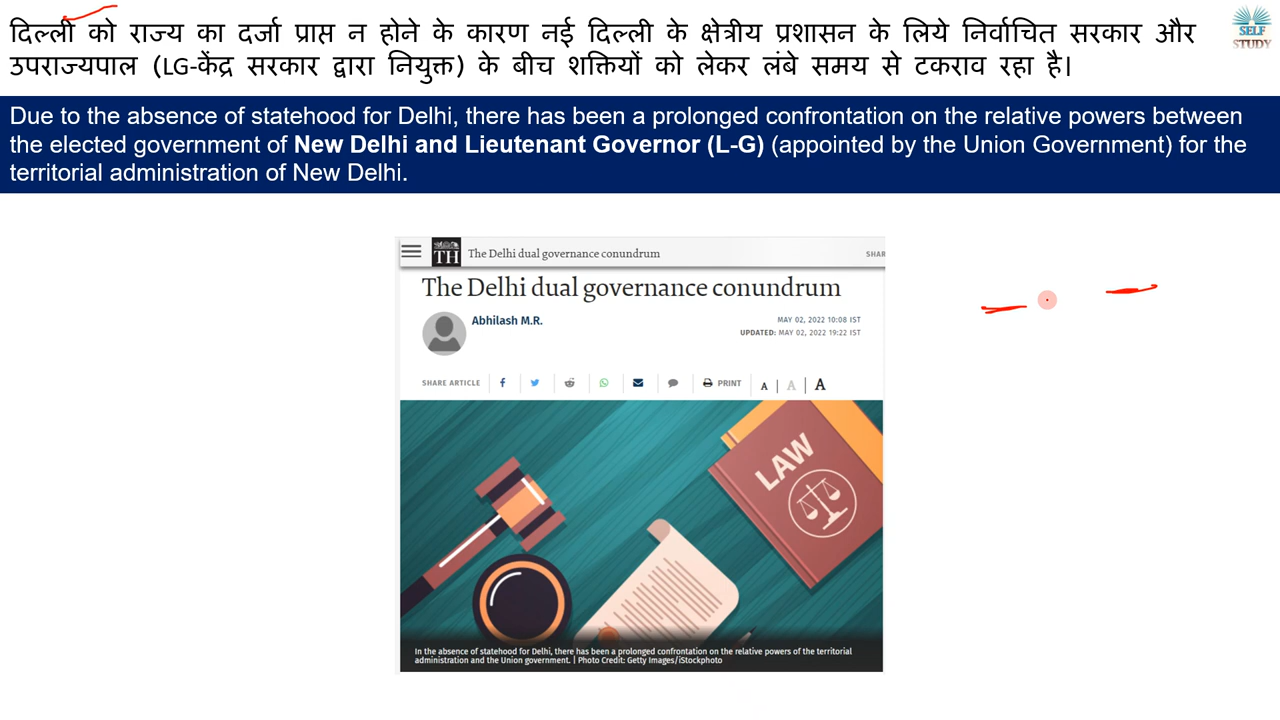 दिल्ली को राज्य का दर्जा प्राप्त न होने के कारण नई दिल्ली के क्षेत्रीय प्रशासन के लिये निर्वाचित सरकार और
उपराज्यपाल (LG-केंद्र सरकार द्वारा नियुक्त) के बीच शक्तियों को लेकर लंबे समय से टकराव रहा है।
SELF
STUDY
Due to the absence of statehood for Delhi, there has been a prolonged confrontation on the relative powers between
the elected government of New Delhi and Lieutenant Governor (L-G) (appointed by the Union Government) for the
territorial administration of New Delhi.
TH The Delhi dual governance conundrum SHAR
The Delhi dual governance conundrum
Abhilash M.R.
MAY 02, 2022 10:08 IST
UPDATED: MAY 02, 2022 19:22 IST
SHARE ARTICLE f PRINT A A A
LAW
In the absence of statehood for Delhi, there has been a prolonged confrontation on the relative powers of the territorial
administration and the Union government. | Photo Credit: Getty Images/iStockphoto